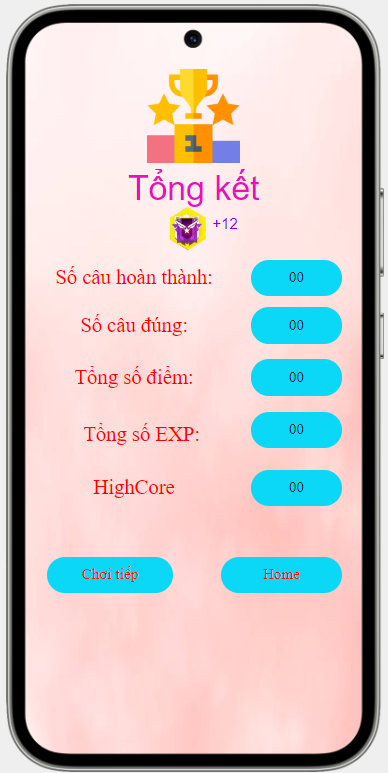 1
Tổng kết
+12
Số câu hoàn thành: 00
Số câu đúng: 00
Tổng số điểm: 00
Tổng số EXP: 00
HighCore 00
Chơi tiếp Home